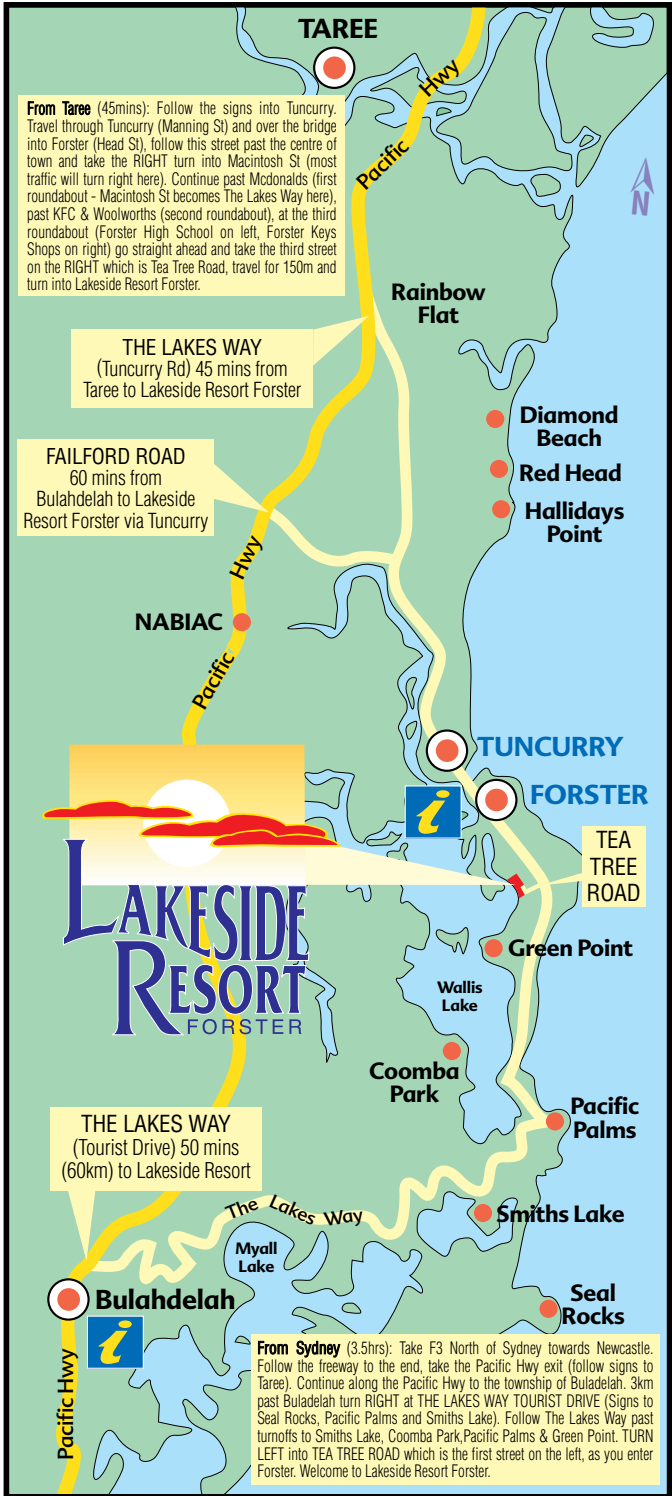 TAREE
From Taree (45mins): Follow the signs into Tuncurry.
Travel through Tuncurry (Manning St) and over the bridge
into Forster (Head St), follow this street past the centre of
town and take the RIGHT turn into Macintosh St (most
traffic will turn right here). Continue past Mcdonalds (first
roundabout - Macintosh St becomes The Lakes Way here),
past KFC & Woolworths (second roundabout), at the third
roundabout (Forster High School on left, Forster Keys
Shops on right) go straight ahead and take the third street
on the RIGHT which is Tea Tree Road, travel for 150m and
turn into Lakeside Resort Forster.
Pacific Hwy
N
Rainbow
Flat
THE LAKES WAY
(Tuncurry Rd) 45 mins from
Taree to Lakeside Resort Forster
Diamond
Beach
Red Head
Hallidays
Point
FAILFORD ROAD
60 mins from
Bulahdelah to Lakeside
Resort Forster via Tuncurry
NABIAC
Pacific Hwy
TUNCURRY
FORSTER
i
TEA
TREE
ROAD
LAKESIDE
RESORT
FORSTER
Green Point
Wallis
Lake
Coomba
Park
Pacific
Palms
THE LAKES WAY
(Tourist Drive) 50 mins
(60km) to Lakeside Resort
The Lakes Way
Smiths Lake
Myall
Lake
Seal
Rocks
Bulahdelah
i
Pacific Hwy
From Sydney (3.5hrs): Take F3 North of Sydney towards Newcastle.
Follow the freeway to the end, take the Pacific Hwy exit (follow signs to
Taree). Continue along the Pacific Hwy to the township of Buladelah. 3km
past Buladelah turn RIGHT at THE LAKES WAY TOURIST DRIVE (Signs to
Seal Rocks, Pacific Palms and Smiths Lake). Follow The Lakes Way past
turnoffs to Smiths Lake, Coomba Park,Pacific Palms & Green Point. TURN
LEFT into TEA TREE ROAD which is the first street on the left, as you enter
Forster. Welcome to Lakeside Resort Forster.